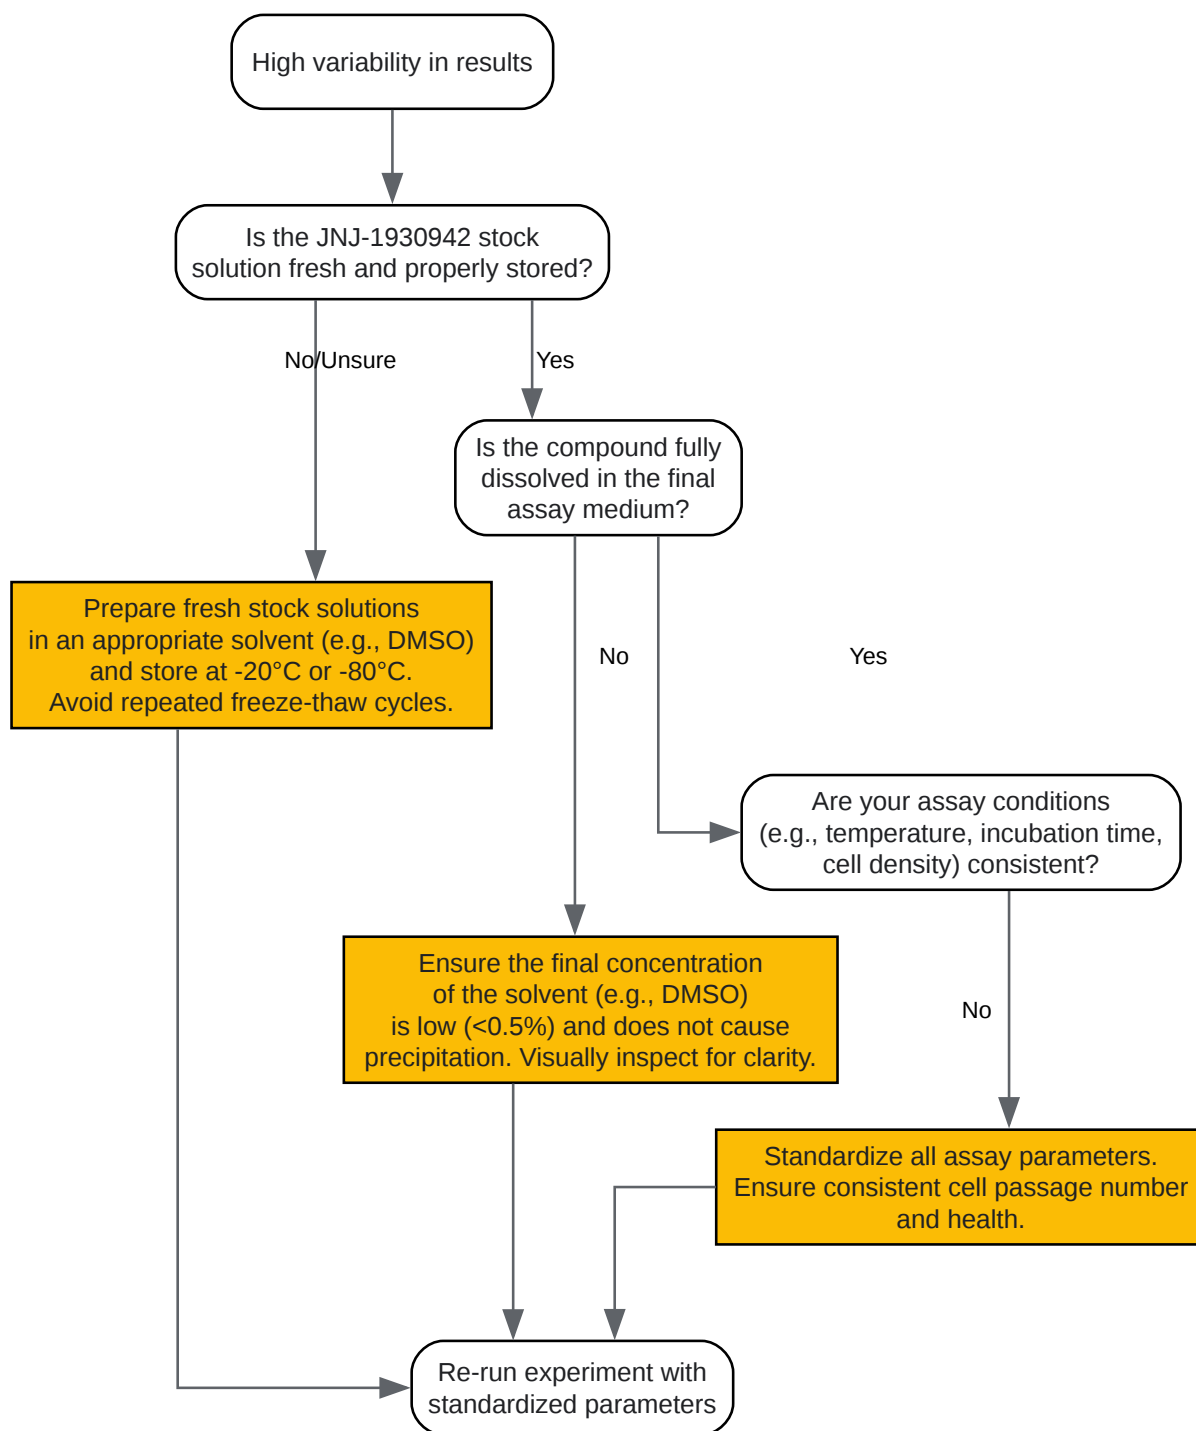 High variability in results
Is the JNJ-1930942 stock
solution fresh and properly stored?
No/Unsure
Yes
Is the compound fully
dissolved in the final
assay medium?
Prepare fresh stock solutions
in an appropriate solvent (e.g., DMSO)
and store at -20°C or -80°C.
Avoid repeated freeze-thaw cycles.
No
Yes
Are your assay conditions
(e.g., temperature, incubation time,
cell density) consistent?
Ensure the final concentration
of the solvent (e.g., DMSO)
is low (<0.5%) and does not cause
precipitation. Visually inspect for clarity.
No
Standardize all assay parameters.
Ensure consistent cell passage number
and health.
Re-run experiment with
standardized parameters